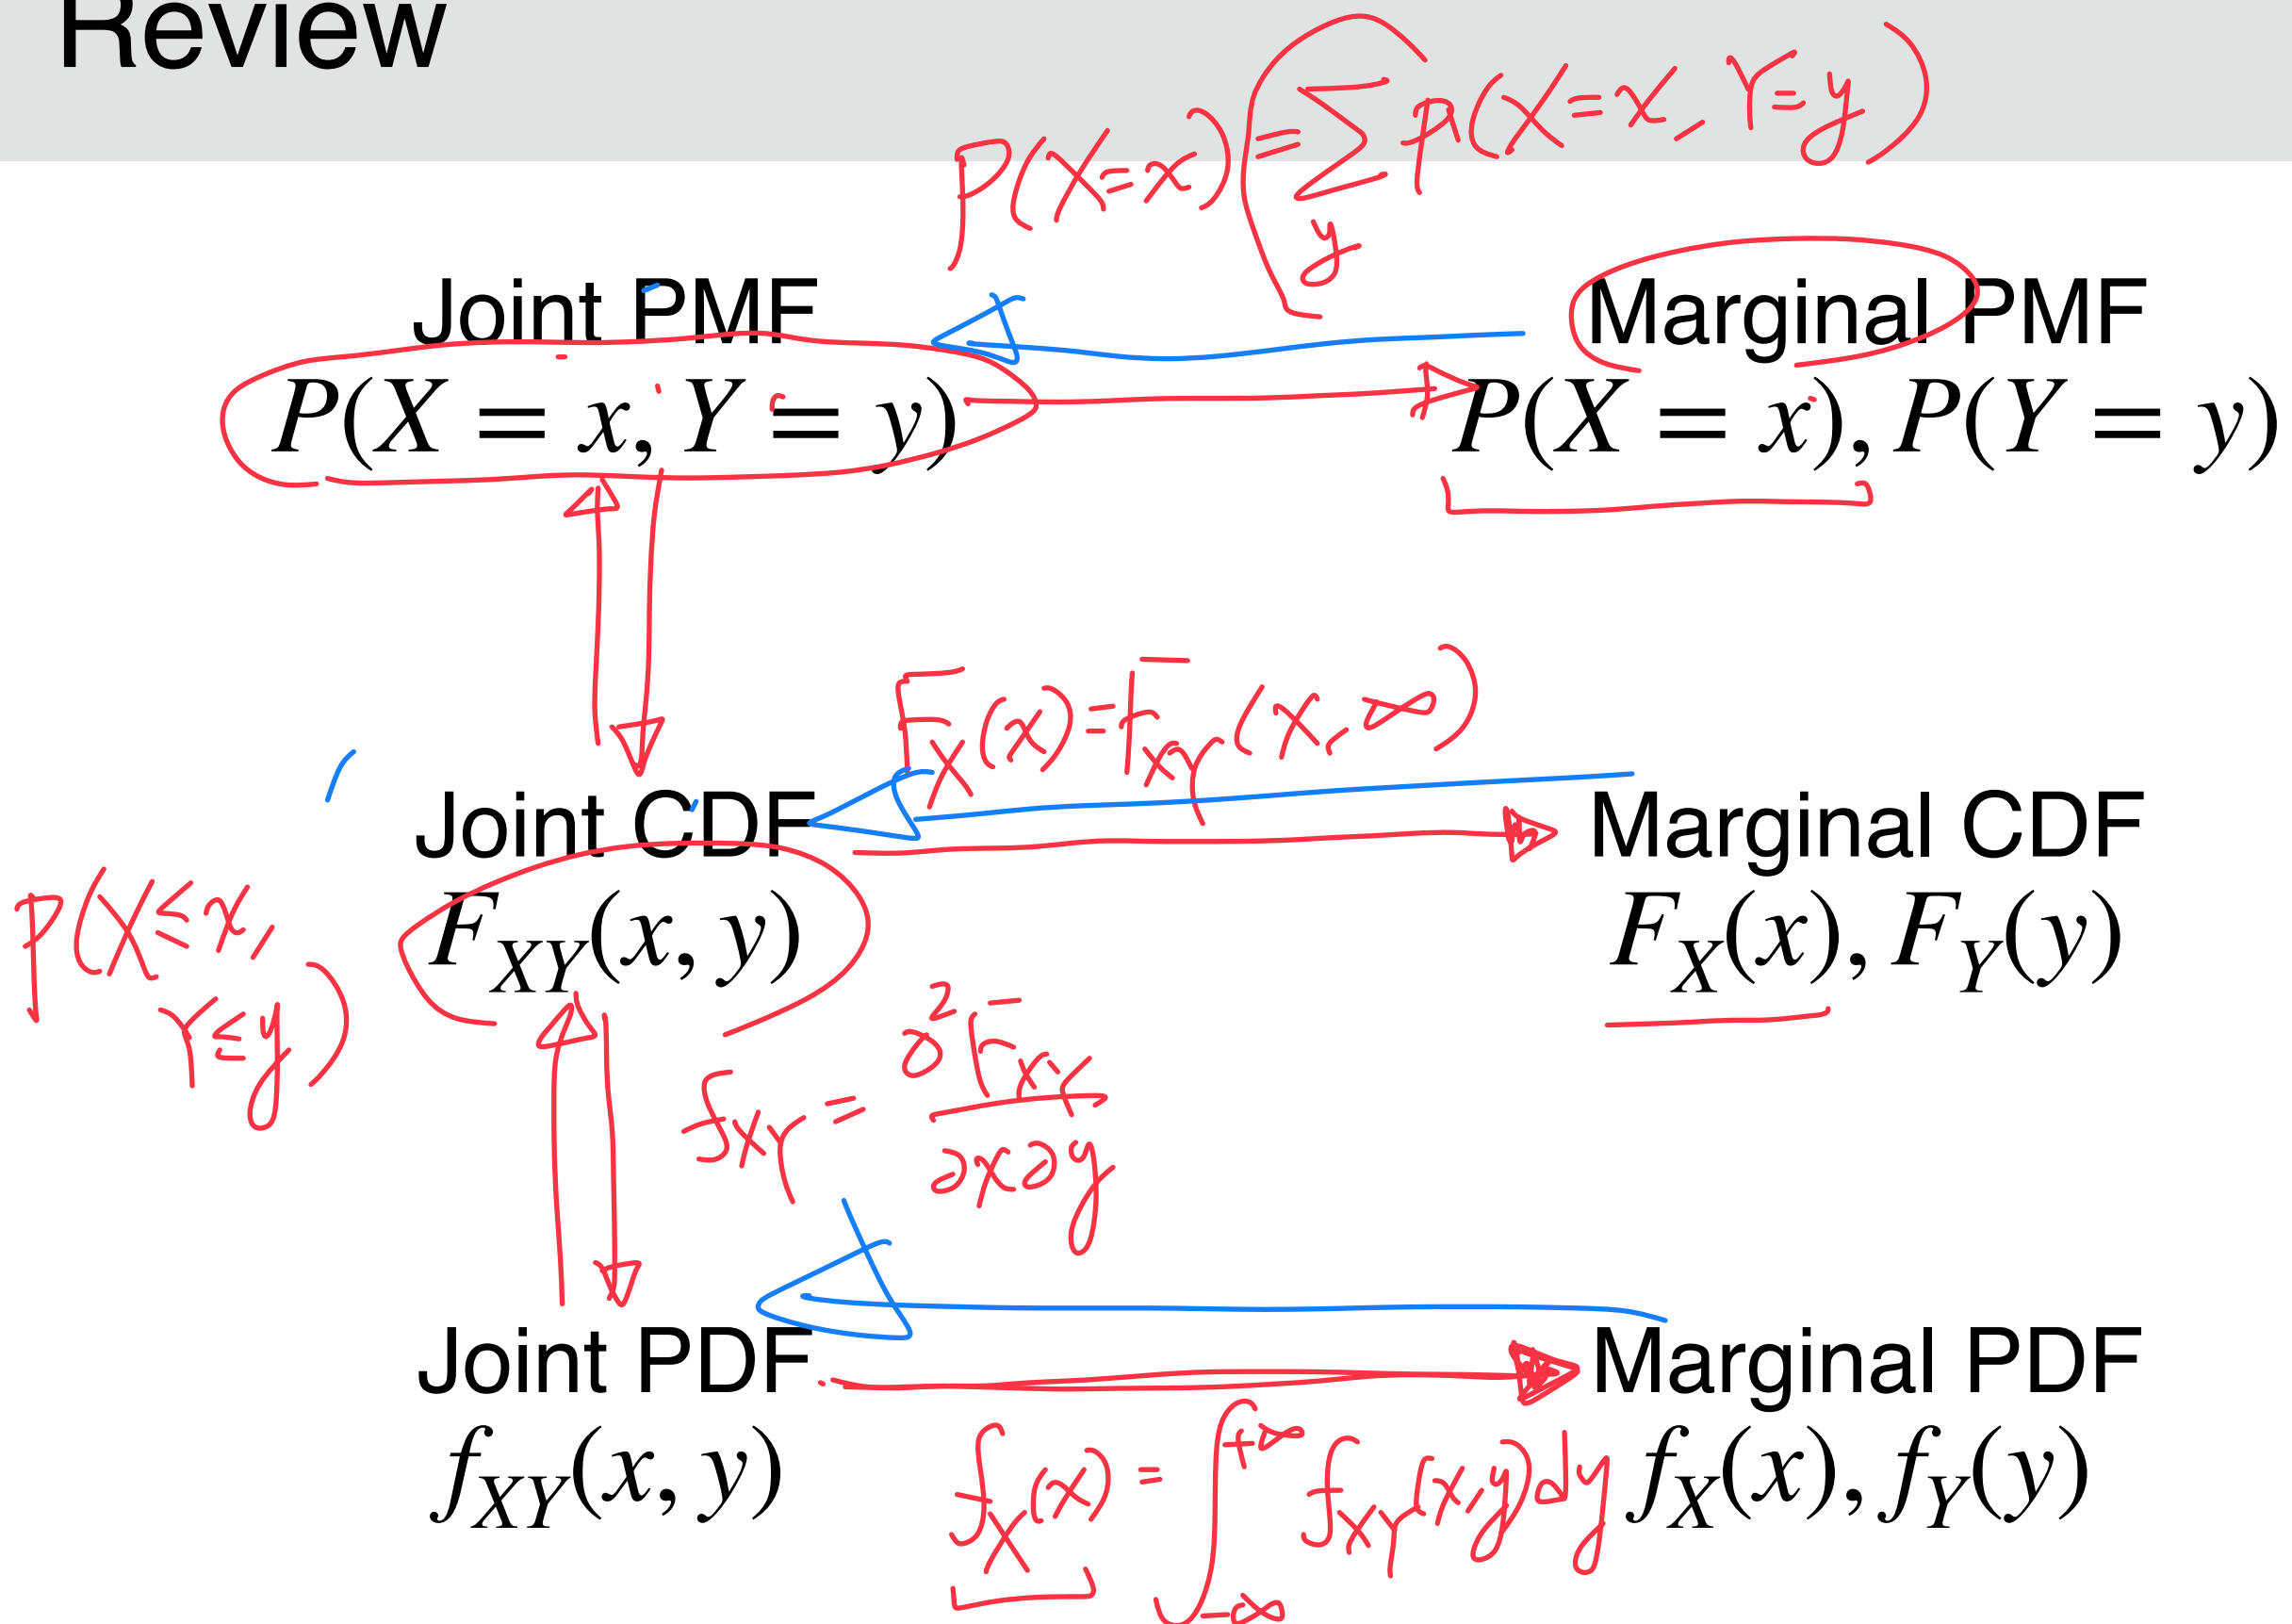 Review
P(X=x) = Σ_y P(X=x, Y=y)
Joint PMF
P(X = x, Y = y)
Marginal PMF
P(X = x), P(Y = y)
F_X(x) = F_XY(x, ∞)
Joint CDF
F_XY(x, y)
Marginal CDF
F_X(x), F_Y(y)
P(X≤x,
Y≤y)
f_XY = ∂²F_XY / ∂x∂y
Joint PDF
f_XY(x, y)
Marginal PDF
f_X(x), f_Y(y)
f_X(x) = ∫_{-∞}^{+∞} f_XY(x,y) dy